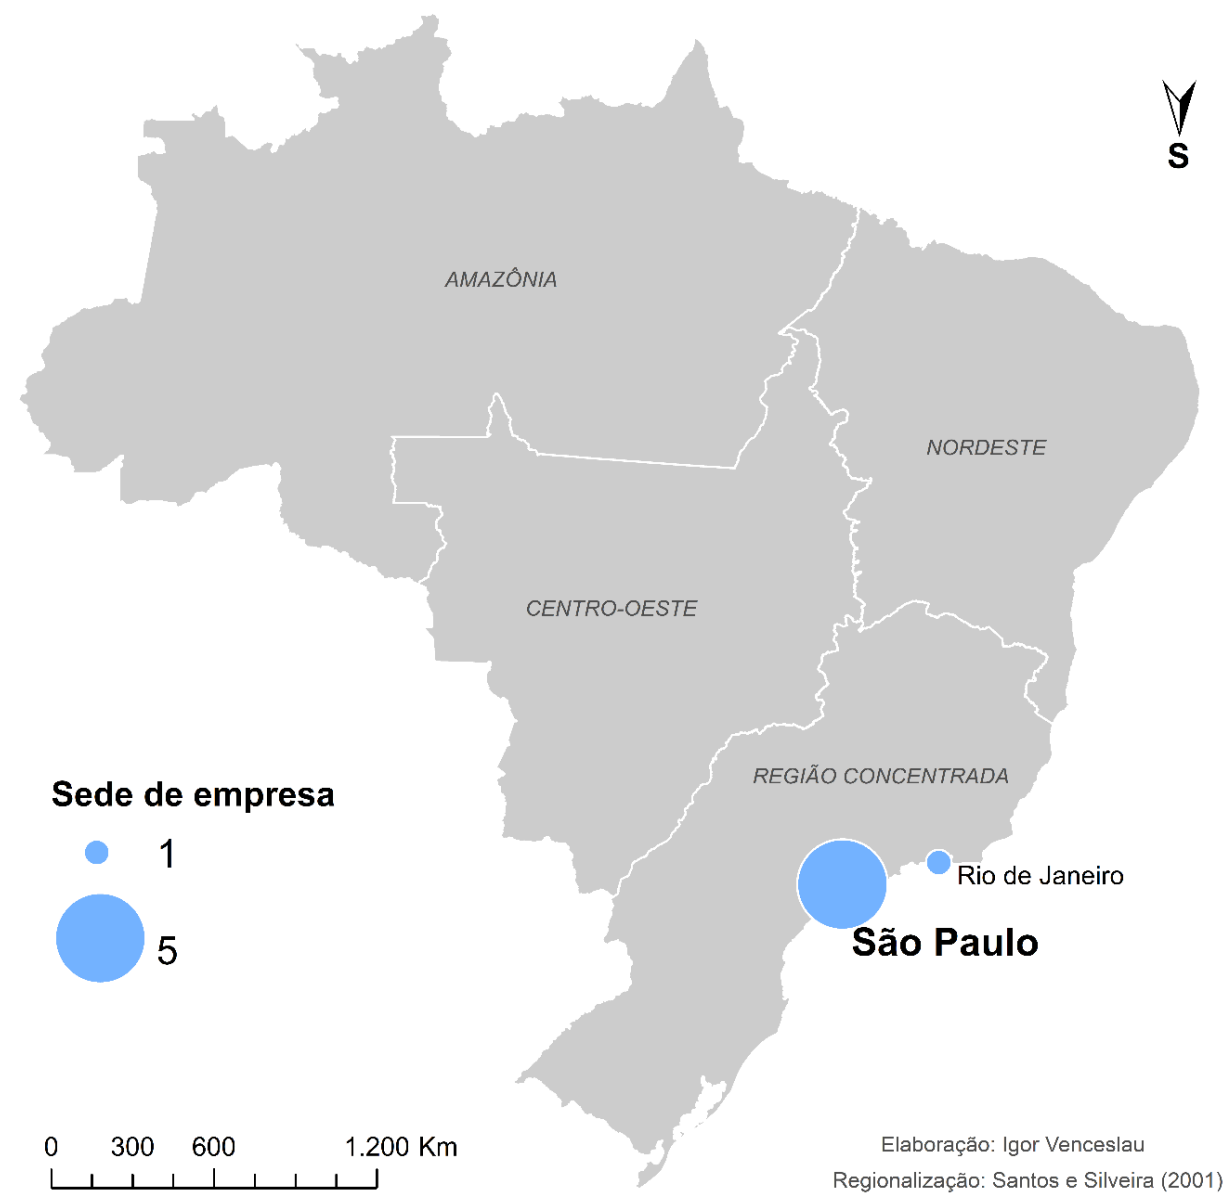 S
AMAZÔNIA
NORDESTE
CENTRO-OESTE
REGIÃO CONCENTRADA
Sede de empresa
1
5
Rio de Janeiro
São Paulo
0 300 600 1.200 Km
Elaboração: Igor Venceslau
Regionalização: Santos e Silveira (2001)